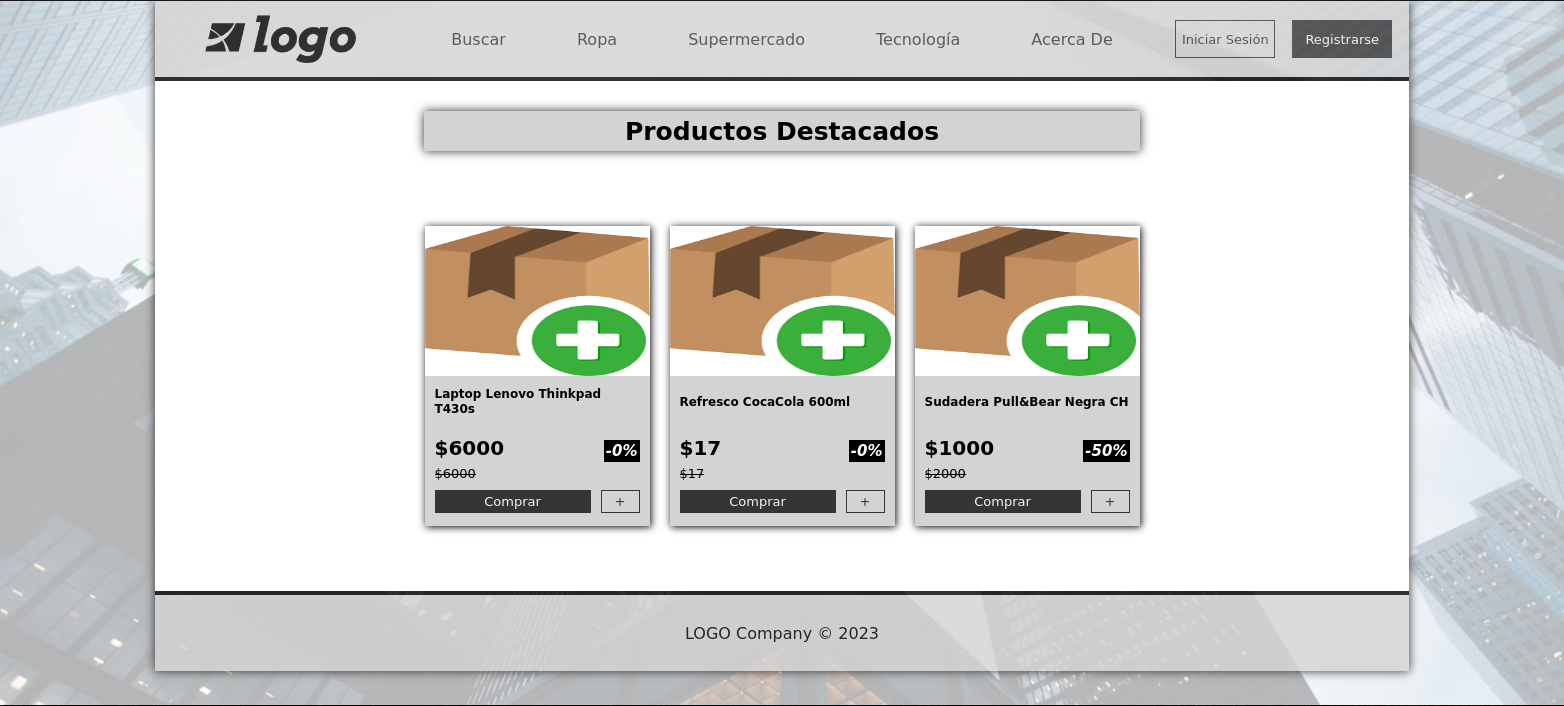 logo
Buscar
Ropa
Supermercado
Tecnología
Acerca De
Iniciar Sesión
Registrarse
Productos Destacados
Laptop Lenovo Thinkpad
T430s
$6000
-0%
$6000
Comprar
+
Refresco CocaCola 600ml
$17
-0%
$17
Comprar
+
Sudadera Pull&Bear Negra CH
$1000
-50%
$2000
Comprar
+
LOGO Company © 2023